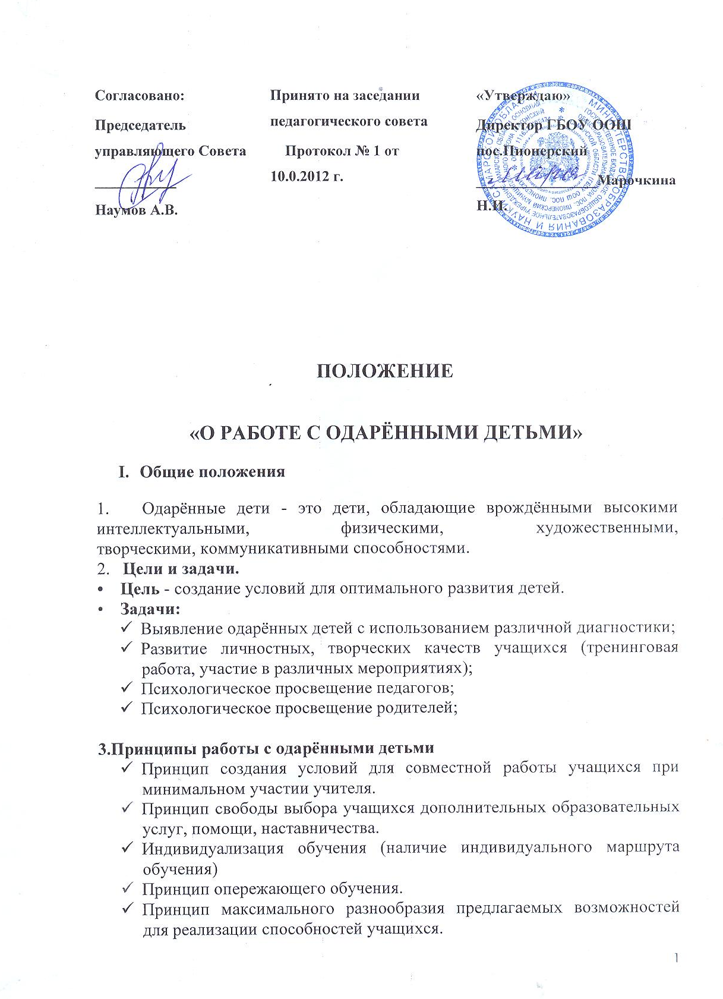 Согласовано:
Председатель
управляющего Совета
Наумов А.В.
Принято на заседании
педагогического совета
Протокол № 1 от
10.0.2012 г.
«Утверждаю»
Директор ГБОУ ООШ
пос.Пионерский
Марочкина
Н.И.
ПОЛОЖЕНИЕ
«О РАБОТЕ С ОДАРЁННЫМИ ДЕТЬМИ»
I. Общие положения
1. Одарённые дети - это дети, обладающие врождёнными высокими
интеллектуальными, физическими, художественными,
творческими, коммуникативными способностями.
2. Цели и задачи.
• Цель - создание условий для оптимального развития детей.
• Задачи:
✓ Выявление одарённых детей с использованием различной диагностики;
✓ Развитие личностных, творческих качеств учащихся (тренинговая
работа, участие в различных мероприятиях);
✓ Психологическое просвещение педагогов;
✓ Психологическое просвещение родителей;
3.Принципы работы с одарёнными детьми
✓ Принцип создания условий для совместной работы учащихся при
минимальном участии учителя.
✓ Принцип свободы выбора учащихся дополнительных образовательных
услуг, помощи, наставничества.
✓ Индивидуализация обучения (наличие индивидуального маршрута
обучения)
✓ Принцип опережающего обучения.
✓ Принцип максимального разнообразия предлагаемых возможностей
для реализации способностей учащихся.
1
МИНИСТЕРСТВО ОБРАЗОВАНИЯ И НАУКИ САМАРСКОЙ ОБЛАСТИ